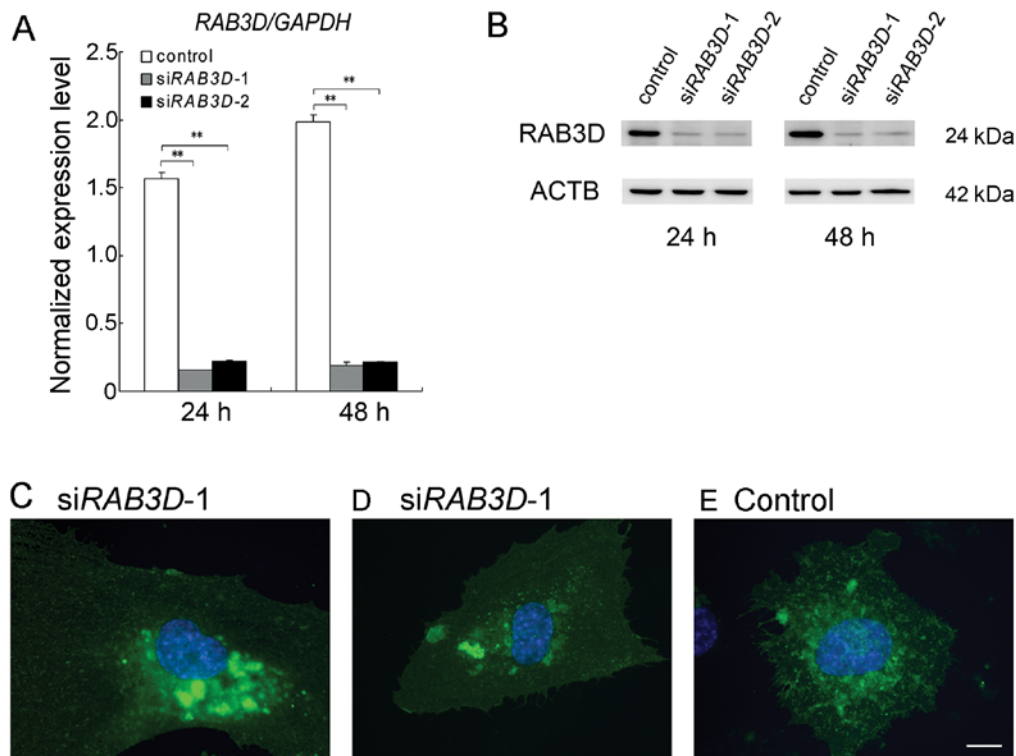 A
RAB3D/GAPDH
Normalized expression level
2.5
2.0
1.5
1.0
0.5
0
control
siRAB3D-1
siRAB3D-2
**
**
**
**
24 h
48 h
B
control
siRAB3D-1
siRAB3D-2
control
siRAB3D-1
siRAB3D-2
RAB3D
24 kDa
ACTB
42 kDa
24 h
48 h
C siRAB3D-1
D siRAB3D-1
E Control